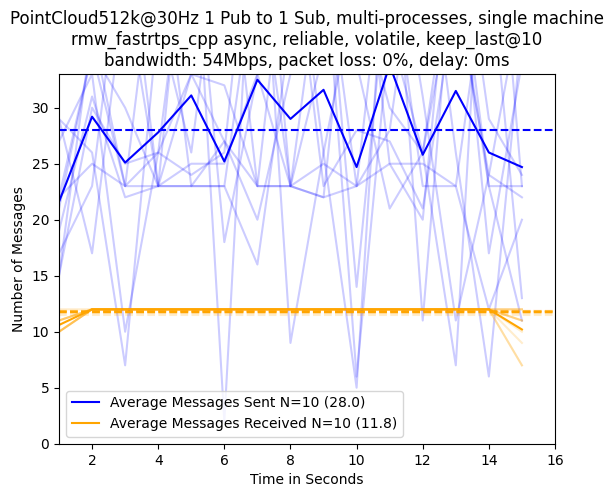 PointCloud512k@30Hz 1 Pub to 1 Sub, multi-processes, single machine
rmw_fastrtps_cpp async, reliable, volatile, keep_last@10
bandwidth: 54Mbps, packet loss: 0%, delay: 0ms
Number of Messages
30
25
20
15
10
5
0
Average Messages Sent N=10 (28.0)
Average Messages Received N=10 (11.8)
2 4 6 8 10 12 14 16
Time in Seconds